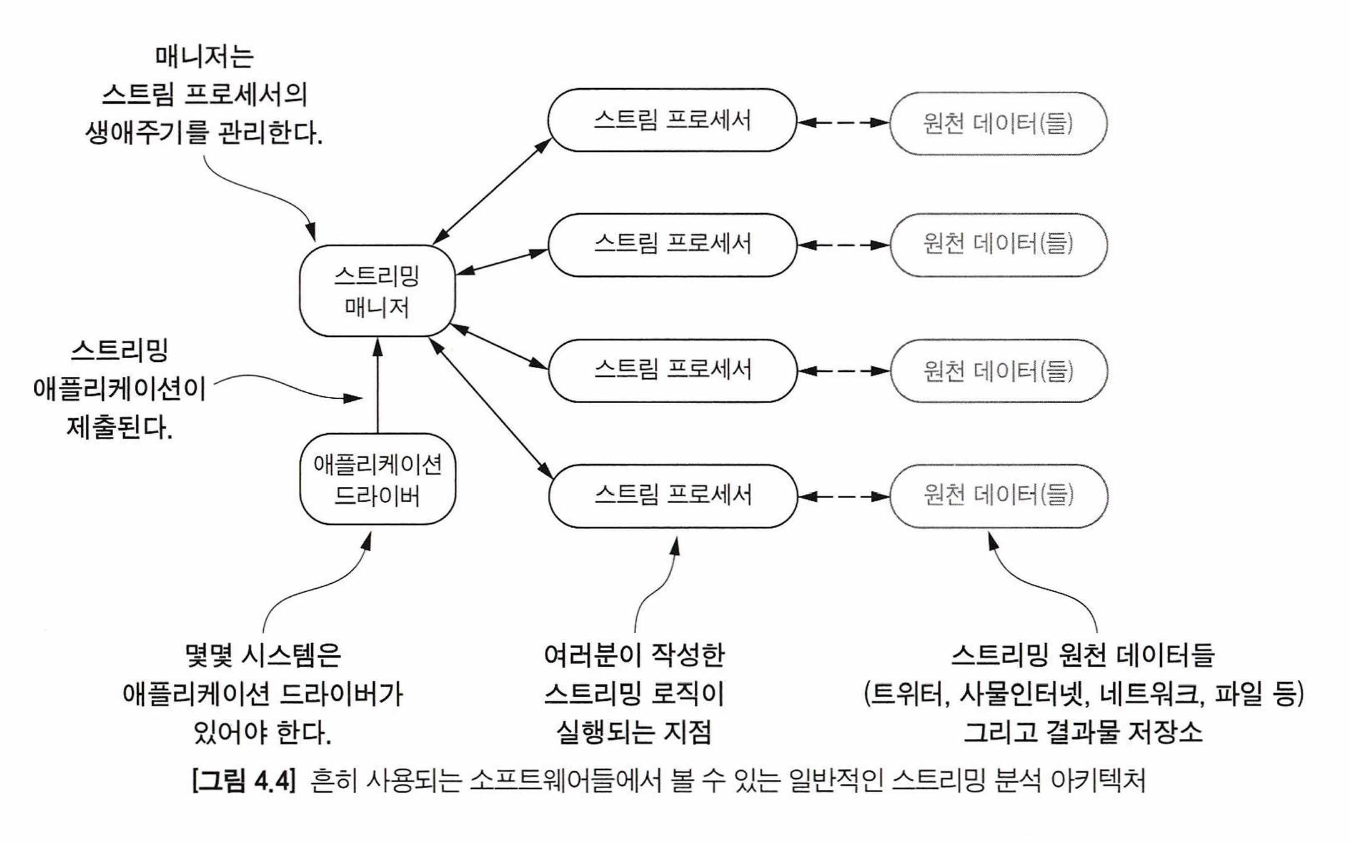 매니저는
스트림 프로세서의
생애주기를 관리한다.
스트림 프로세서
원천 데이터(들)
스트림 프로세서
원천 데이터(들)
스트리밍
매니저
스트리밍
애플리케이션이
제출된다.
스트림 프로세서
원천 데이터(들)
애플리케이션
드라이버
스트림 프로세서
원천 데이터(들)
몇몇 시스템은
애플리케이션 드라이버가
있어야 한다.
여러분이 작성한
스트리밍 로직이
실행되는 지점
스트리밍 원천 데이터들
(트위터, 사물인터넷, 네트워크, 파일 등)
그리고 결과물 저장소
[그림 4.4] 흔히 사용되는 소프트웨어들에서 볼 수 있는 일반적인 스트리밍 분석 아키텍처